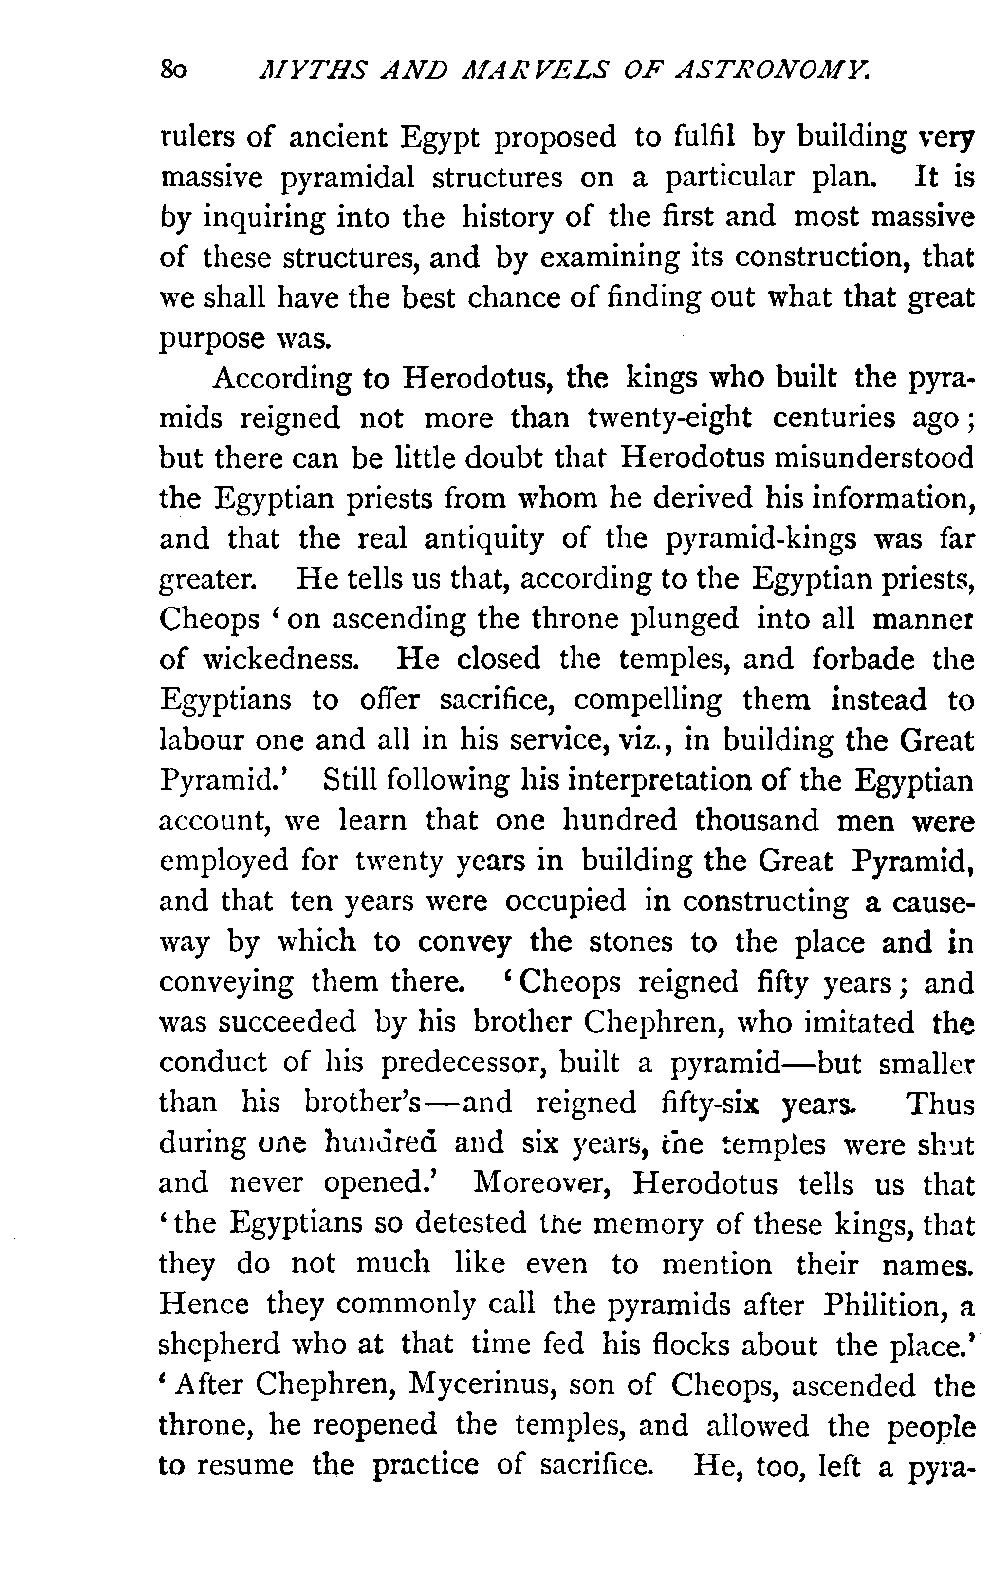 80 MYTHS AND MARVELS OF ASTRONOMY.
rulers of ancient Egypt proposed to fulfil by building very
massive pyramidal structures on a particular plan. It is
by inquiring into the history of the first and most massive
of these structures, and by examining its construction, that
we shall have the best chance of finding out what that great
purpose was.
According to Herodotus, the kings who built the pyra-
mids reigned not more than twenty-eight centuries ago;
but there can be little doubt that Herodotus misunderstood
the Egyptian priests from whom he derived his information,
and that the real antiquity of the pyramid-kings was far
greater. He tells us that, according to the Egyptian priests,
Cheops ‘on ascending the throne plunged into all manner
of wickedness. He closed the temples, and forbade the
Egyptians to offer sacrifice, compelling them instead to
labour one and all in his service, viz., in building the Great
Pyramid.’ Still following his interpretation of the Egyptian
account, we learn that one hundred thousand men were
employed for twenty years in building the Great Pyramid,
and that ten years were occupied in constructing a cause-
way by which to convey the stones to the place and in
conveying them there. ‘Cheops reigned fifty years; and
was succeeded by his brother Chephren, who imitated the
conduct of his predecessor, built a pyramid—but smaller
than his brother’s—and reigned fifty-six years. Thus
during one hundred and six years, the temples were shut
and never opened.’ Moreover, Herodotus tells us that
‘the Egyptians so detested the memory of these kings, that
they do not much like even to mention their names.
Hence they commonly call the pyramids after Philition, a
shepherd who at that time fed his flocks about the place.’
‘After Chephren, Mycerinus, son of Cheops, ascended the
throne, he reopened the temples, and allowed the people
to resume the practice of sacrifice. He, too, left a pyra-